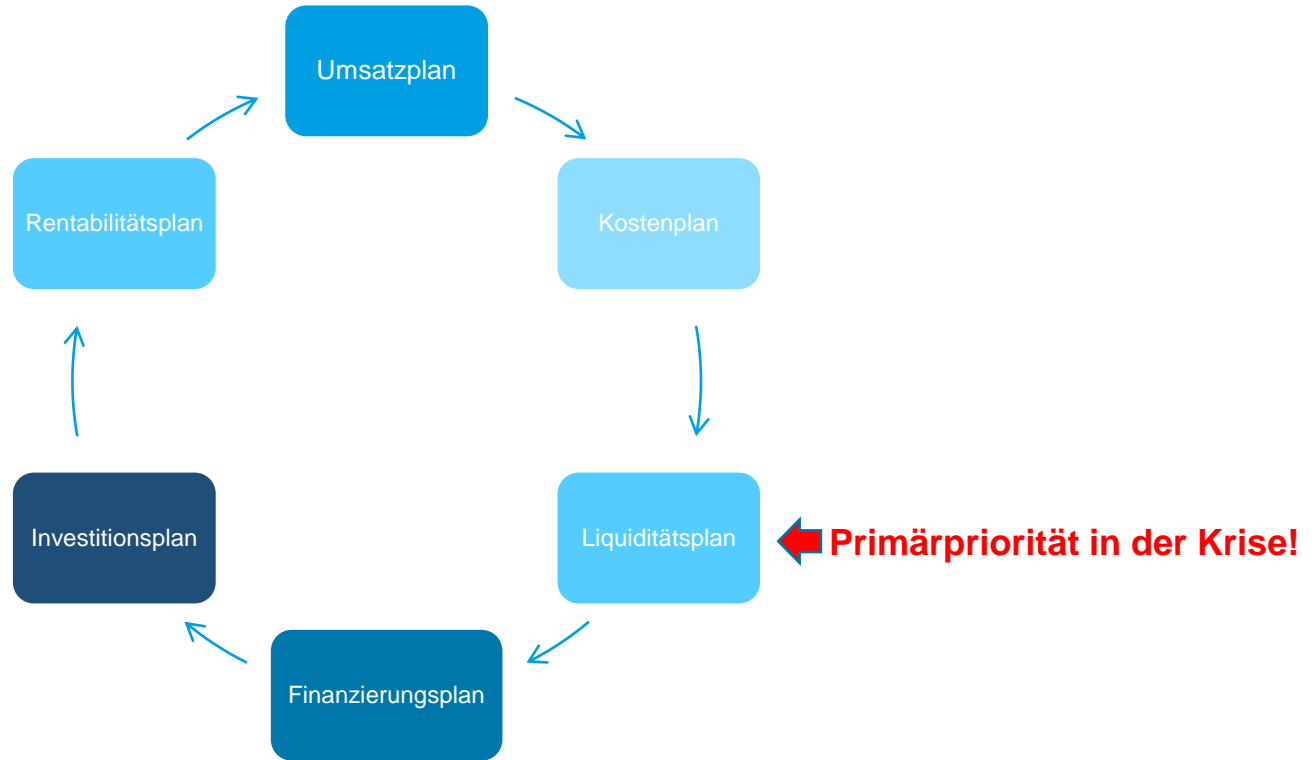 Umsatzplan
Kostenplan
Liquiditätsplan
Primärpriorität in der Krise!
Finanzierungsplan
Investitionsplan
Rentabilitätsplan